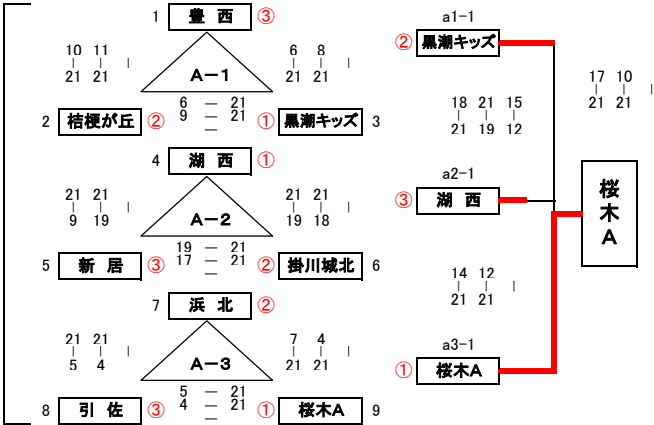 1 豊 西 ③
10 11
| | |
21 21
A-1
6 8
| | |
21 21
6 — 21
9 — 21
—
2 桔梗が丘 ②
① 黒潮キッズ 3
4 湖 西 ①
21 21
| | |
9 19
A-2
21 21
| | |
19 18
19 — 21
17 — 21
—
5 新 居 ③
② 掛川城北 6
7 浜 北 ②
21 21
| | |
5 4
A-3
7 4
| | |
21 21
5 — 21
4 — 21
—
8 引 佐 ③
① 桜木A 9
a1-1
② 黒潮キッズ
18 21 15
| | |
21 19 12
a2-1
③ 湖 西
14 12
| | |
21 21
a3-1
① 桜木A
17 10
| | |
21 21
桜木A